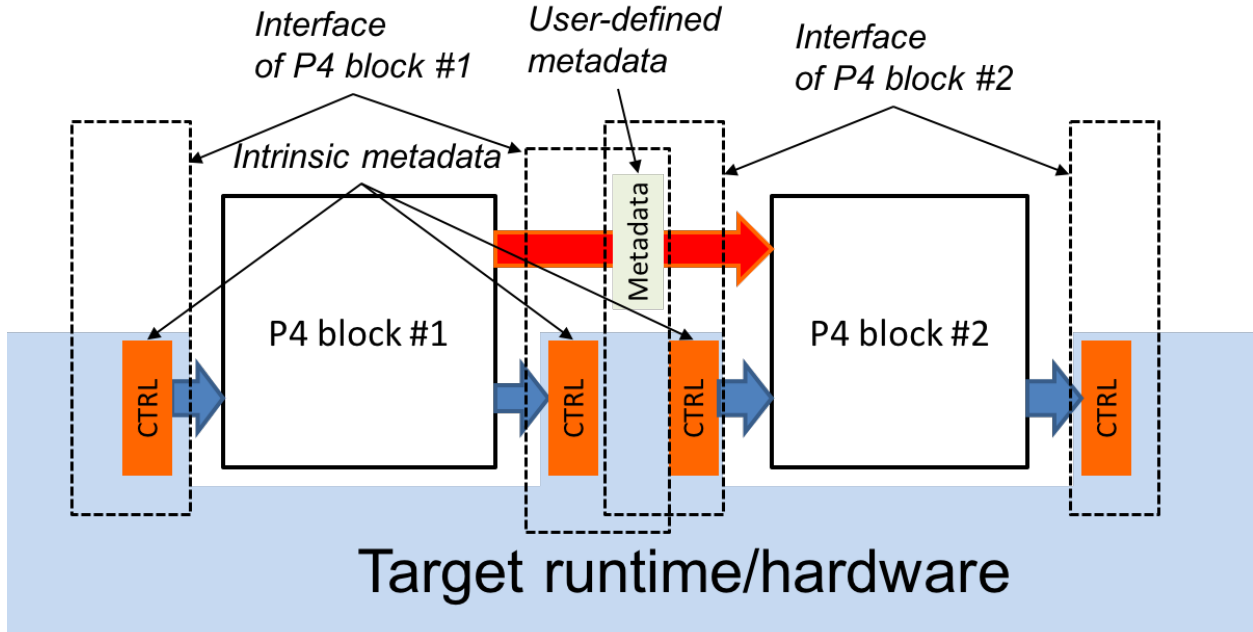 Interface
of P4 block #1
User-defined
metadata
Interface
of P4 block #2
Intrinsic metadata
Metadata
P4 block #1
P4 block #2
CTRL
CTRL
CTRL
CTRL
Target runtime/hardware